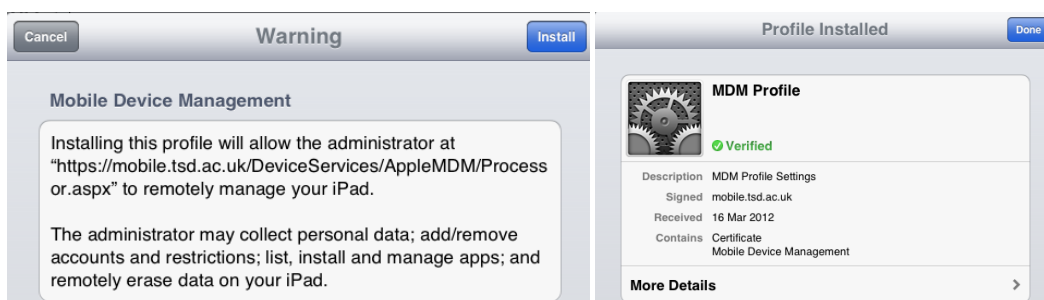 Cancel
Warning
Install
Mobile Device Management
Installing this profile will allow the administrator at
“https://mobile.tsd.ac.uk/DeviceServices/AppleMDM/Process
or.aspx” to remotely manage your iPad.
The administrator may collect personal data; add/remove
accounts and restrictions; list, install and manage apps; and
remotely erase data on your iPad.
Profile Installed
Done
MDM Profile
Verified
Description MDM Profile Settings
Signed mobile.tsd.ac.uk
Received 16 Mar 2012
Contains Certificate
Mobile Device Management
More Details